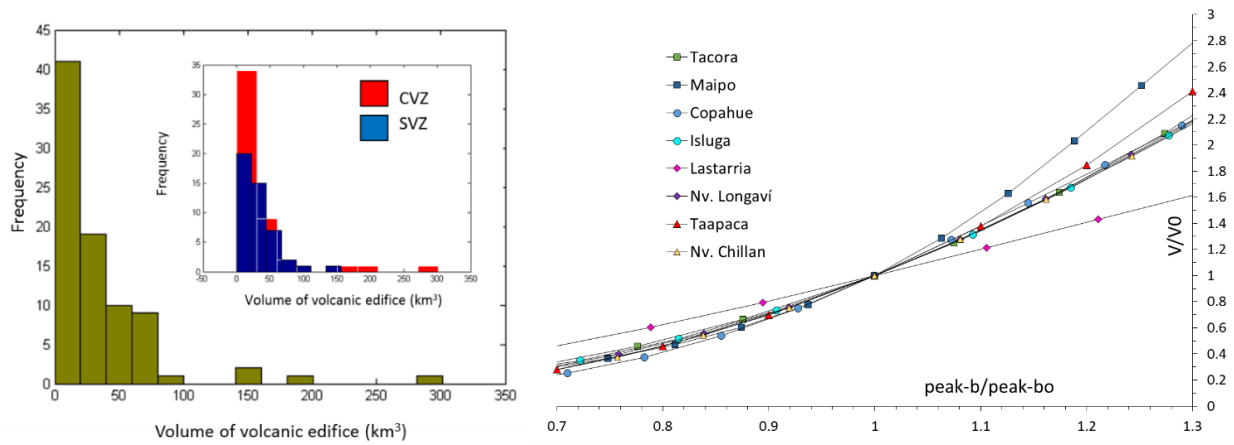 45
40
35
30
25
20
15
10
5
0
Frequency
0 50 100 150 200 250 300 350
Volume of volcanic edifice (km³)
35
30
25
20
15
10
5
0
Frequency
-50 0 50 100 150 200 250 300 350
Volume of volcanic edifice (km³)
CVZ
SVZ
Tacora
Maipo
Copahue
Isluga
Lastarria
Nv. Longaví
Taapaca
Nv. Chillan
3
2.8
2.6
2.4
2.2
2
1.8
1.6
1.4
1.2
1
0.8
0.6
0.4
0.2
0
V/V0
peak-b/peak-bo
0.7 0.8 0.9 1 1.1 1.2 1.3